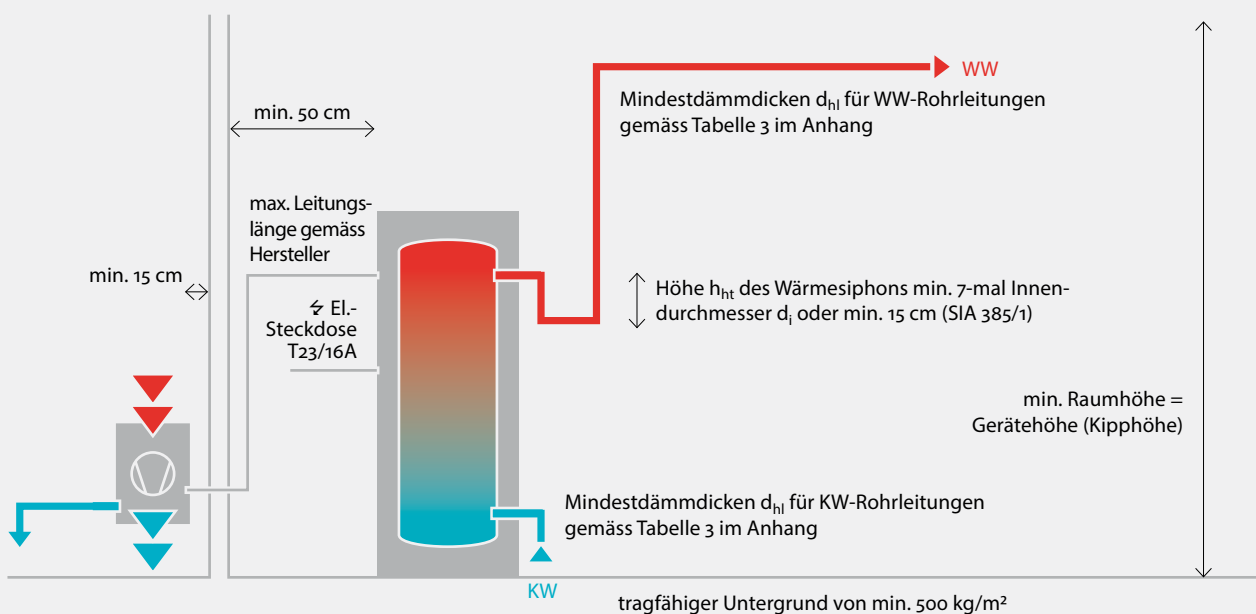 WW
Mindestdämmdicken dhl für WW-Rohrleitungen
gemäss Tabelle 3 im Anhang
min. 50 cm
max. Leitungs-
länge gemäss
Hersteller
min. 15 cm
El.-
Steckdose
T23/16A
Höhe hht des Wärmesiphons min. 7-mal Innen-
durchmesser di oder min. 15 cm (SIA 385/1)
min. Raumhöhe =
Gerätehöhe (Kipphöhe)
Mindestdämmdicken dhl für KW-Rohrleitungen
gemäss Tabelle 3 im Anhang
KW
tragfähiger Untergrund von min. 500 kg/m²